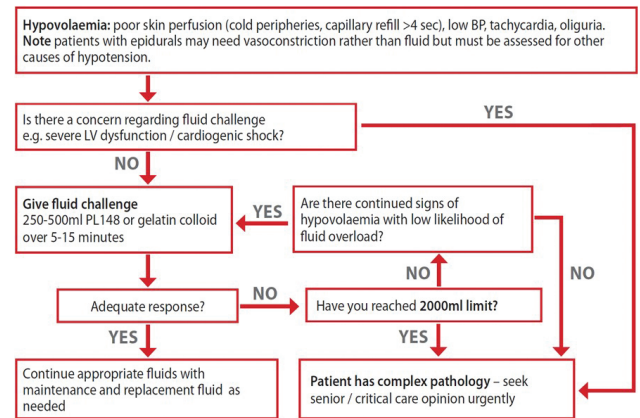 Hypovolaemia: poor skin perfusion (cold peripheries, capillary refill >4 sec), low BP, tachycardia, oliguria.
Note patients with epidurals may need vasoconstriction rather than fluid but must be assessed for other
causes of hypotension.
Is there a concern regarding fluid challenge
e.g. severe LV dysfunction / cardiogenic shock?
YES
NO
Give fluid challenge
250-500ml PL148 or gelatin colloid
over 5-15 minutes
YES
Are there continued signs of
hypovolaemia with low likelihood of
fluid overload?
NO
NO
Adequate response?
NO
Have you reached 2000ml limit?
YES
YES
Continue appropriate fluids with
maintenance and replacement fluid as
needed
Patient has complex pathology – seek
senior / critical care opinion urgently